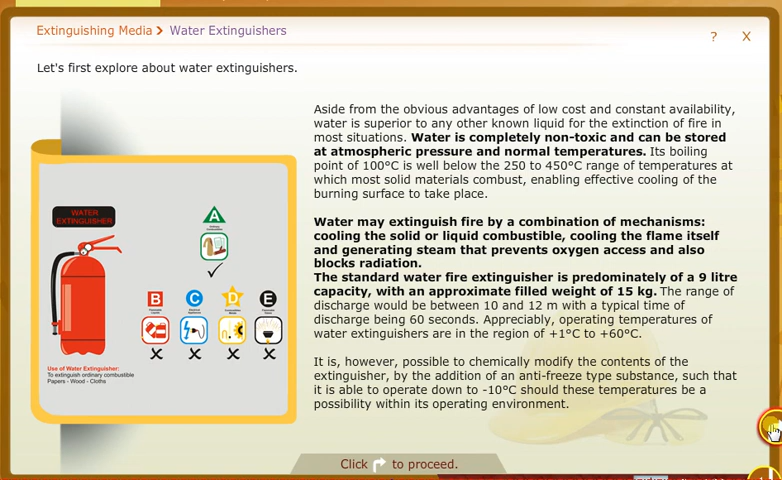 Extinguishing Media > Water Extinguishers
? X
Let's first explore about water extinguishers.
Aside from the obvious advantages of low cost and constant availability,
water is superior to any other known liquid for the extinction of fire in
most situations. Water is completely non-toxic and can be stored
at atmospheric pressure and normal temperatures. Its boiling
point of 100°C is well below the 250 to 450°C range of temperatures at
which most solid materials combust, enabling effective cooling of the
burning surface to take place.
Water may extinguish fire by a combination of mechanisms:
cooling the solid or liquid combustible, cooling the flame itself
and generating steam that prevents oxygen access and also
blocks radiation.
The standard water fire extinguisher is predominately of a 9 litre
capacity, with an approximate filled weight of 15 kg. The range of
discharge would be between 10 and 12 m with a typical time of
discharge being 60 seconds. Appreciably, operating temperatures of
water extinguishers are in the region of +1°C to +60°C.
It is, however, possible to chemically modify the contents of the
extinguisher, by the addition of an anti-freeze type substance, such that
it is able to operate down to -10°C should these temperatures be a
possibility within its operating environment.
WATER
EXTINGUISHER
A
B C D E
Use of Water Extinguisher:
To extinguish ordinary combustible
Papers - Wood - Cloths
Click to proceed.